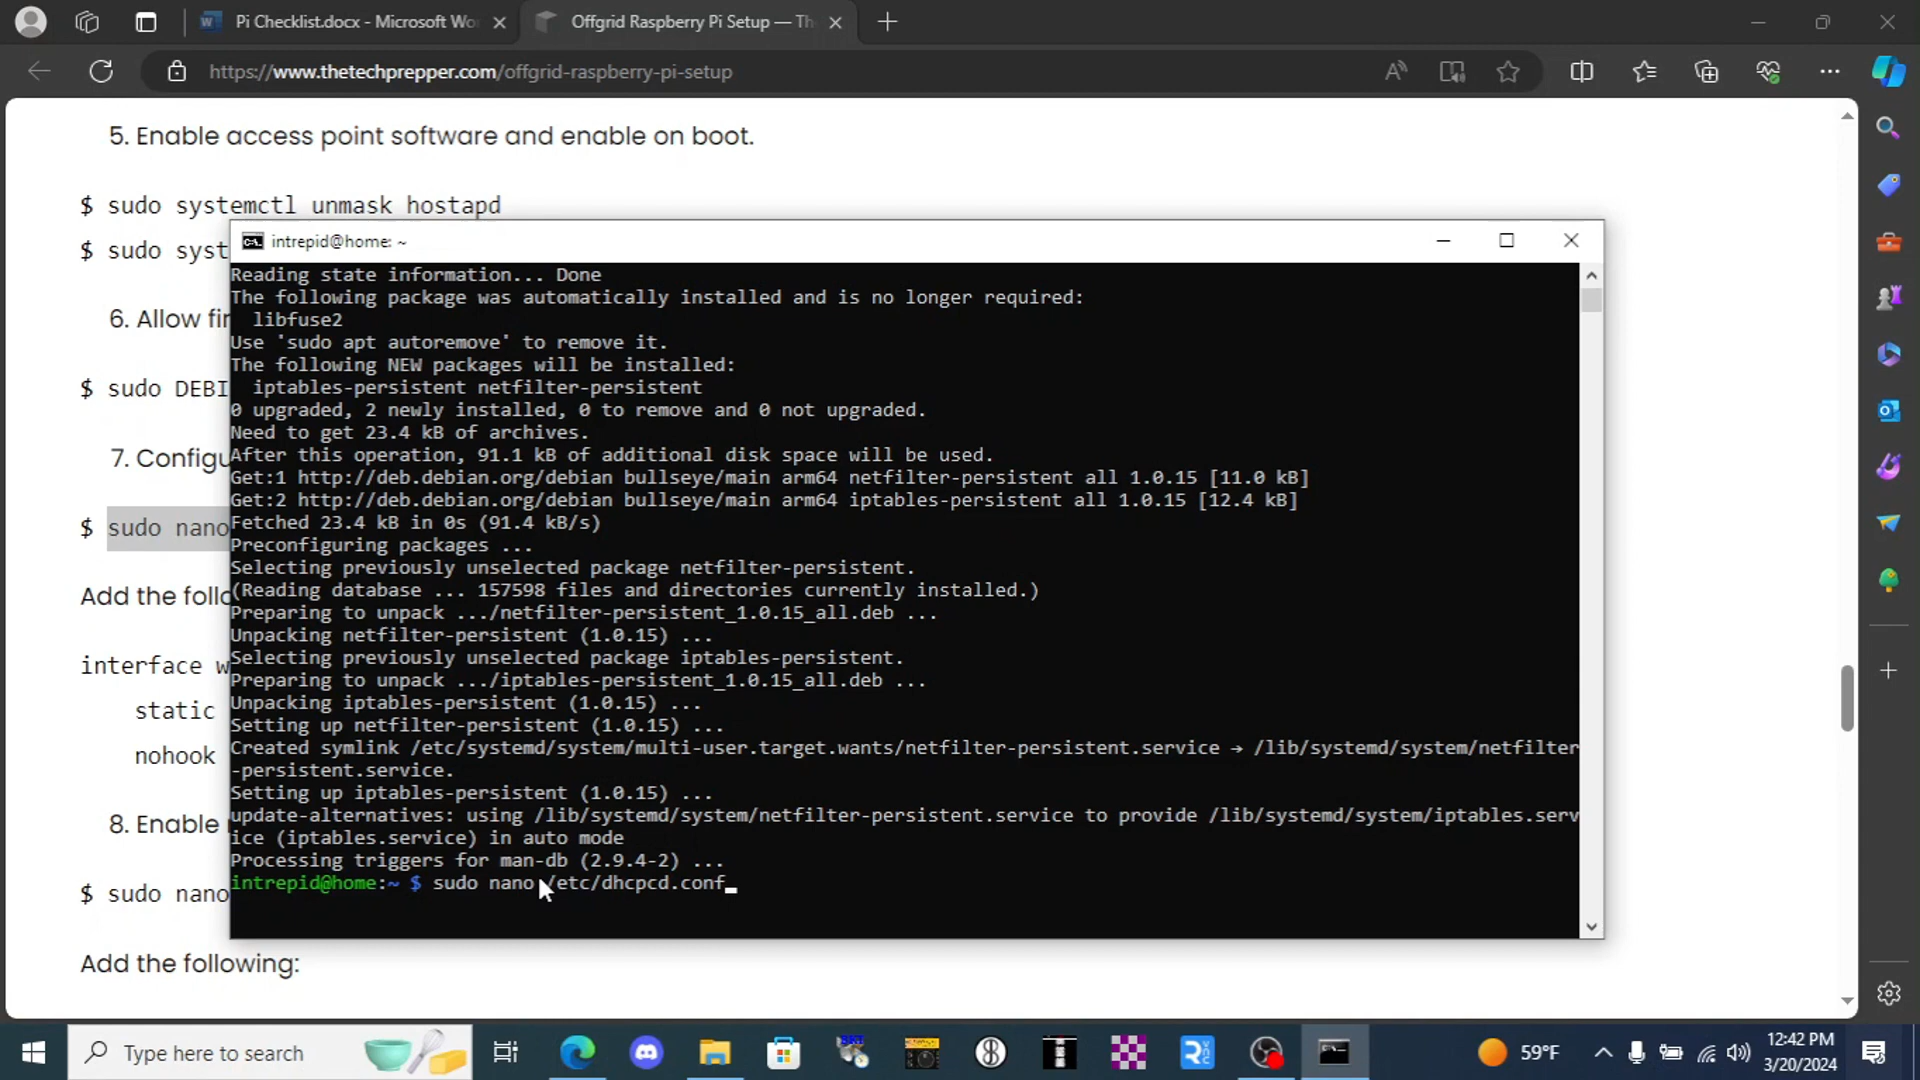 Pi Checklist.docx - Microsoft Wo
Offgrid Raspberry Pi Setup — Th
https://www.thetechprepper.com/offgrid-raspberry-pi-setup
5. Enable access point software and enable on boot.
$ sudo systemctl unmask hostapd
$ sudo syst
6. Allow fi
$ sudo DEBI
7. Configu
$ sudo nano
Add the follo
interface w
static
nohook
8. Enable
$ sudo nano
Add the following:
intrepid@home: ~
Reading state information... Done
The following package was automatically installed and is no longer required:
libfuse2
Use 'sudo apt autoremove' to remove it.
The following NEW packages will be installed:
iptables-persistent netfilter-persistent
0 upgraded, 2 newly installed, 0 to remove and 0 not upgraded.
Need to get 23.4 kB of archives.
After this operation, 91.1 kB of additional disk space will be used.
Get:1 http://deb.debian.org/debian bullseye/main arm64 netfilter-persistent all 1.0.15 [11.0 kB]
Get:2 http://deb.debian.org/debian bullseye/main arm64 iptables-persistent all 1.0.15 [12.4 kB]
Fetched 23.4 kB in 0s (91.4 kB/s)
Preconfiguring packages ...
Selecting previously unselected package netfilter-persistent.
(Reading database ... 157598 files and directories currently installed.)
Preparing to unpack .../netfilter-persistent_1.0.15_all.deb ...
Unpacking netfilter-persistent (1.0.15) ...
Selecting previously unselected package iptables-persistent.
Preparing to unpack .../iptables-persistent_1.0.15_all.deb ...
Unpacking iptables-persistent (1.0.15) ...
Setting up netfilter-persistent (1.0.15) ...
Created symlink /etc/systemd/system/multi-user.target.wants/netfilter-persistent.service → /lib/systemd/system/netfilter
-persistent.service.
Setting up iptables-persistent (1.0.15) ...
update-alternatives: using /lib/systemd/system/netfilter-persistent.service to provide /lib/systemd/system/iptables.serv
ice (iptables.service) in auto mode
Processing triggers for man-db (2.9.4-2) ...
intrepid@home:~ $ sudo nano /etc/dhcpcd.conf
Type here to search
59°F
12:42 PM
3/20/2024